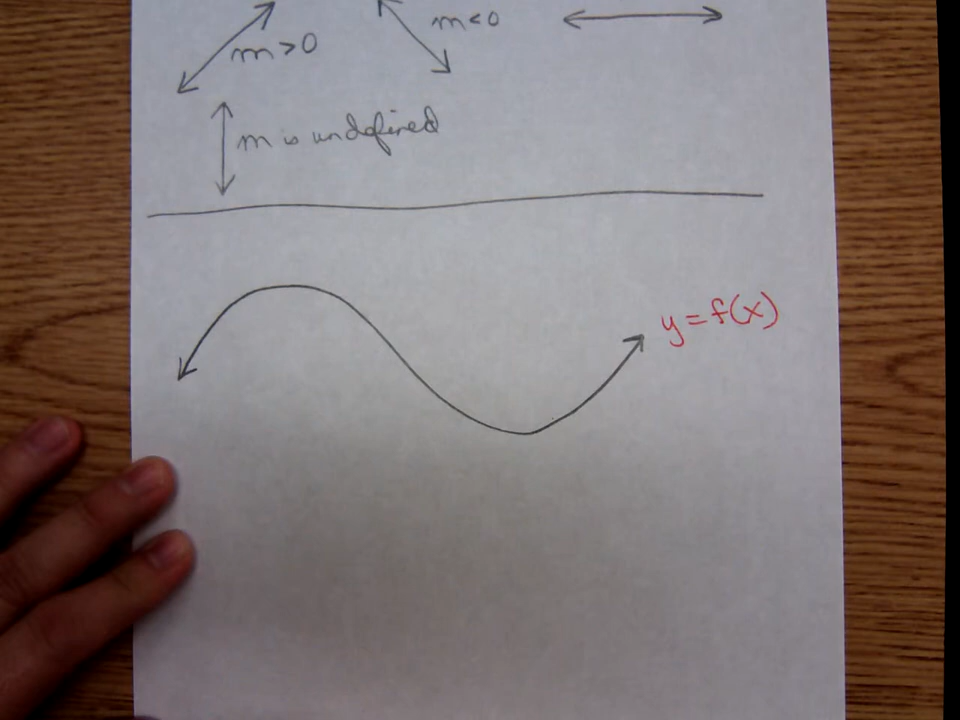 m > 0
m < 0
m is undefined
y = f(x)